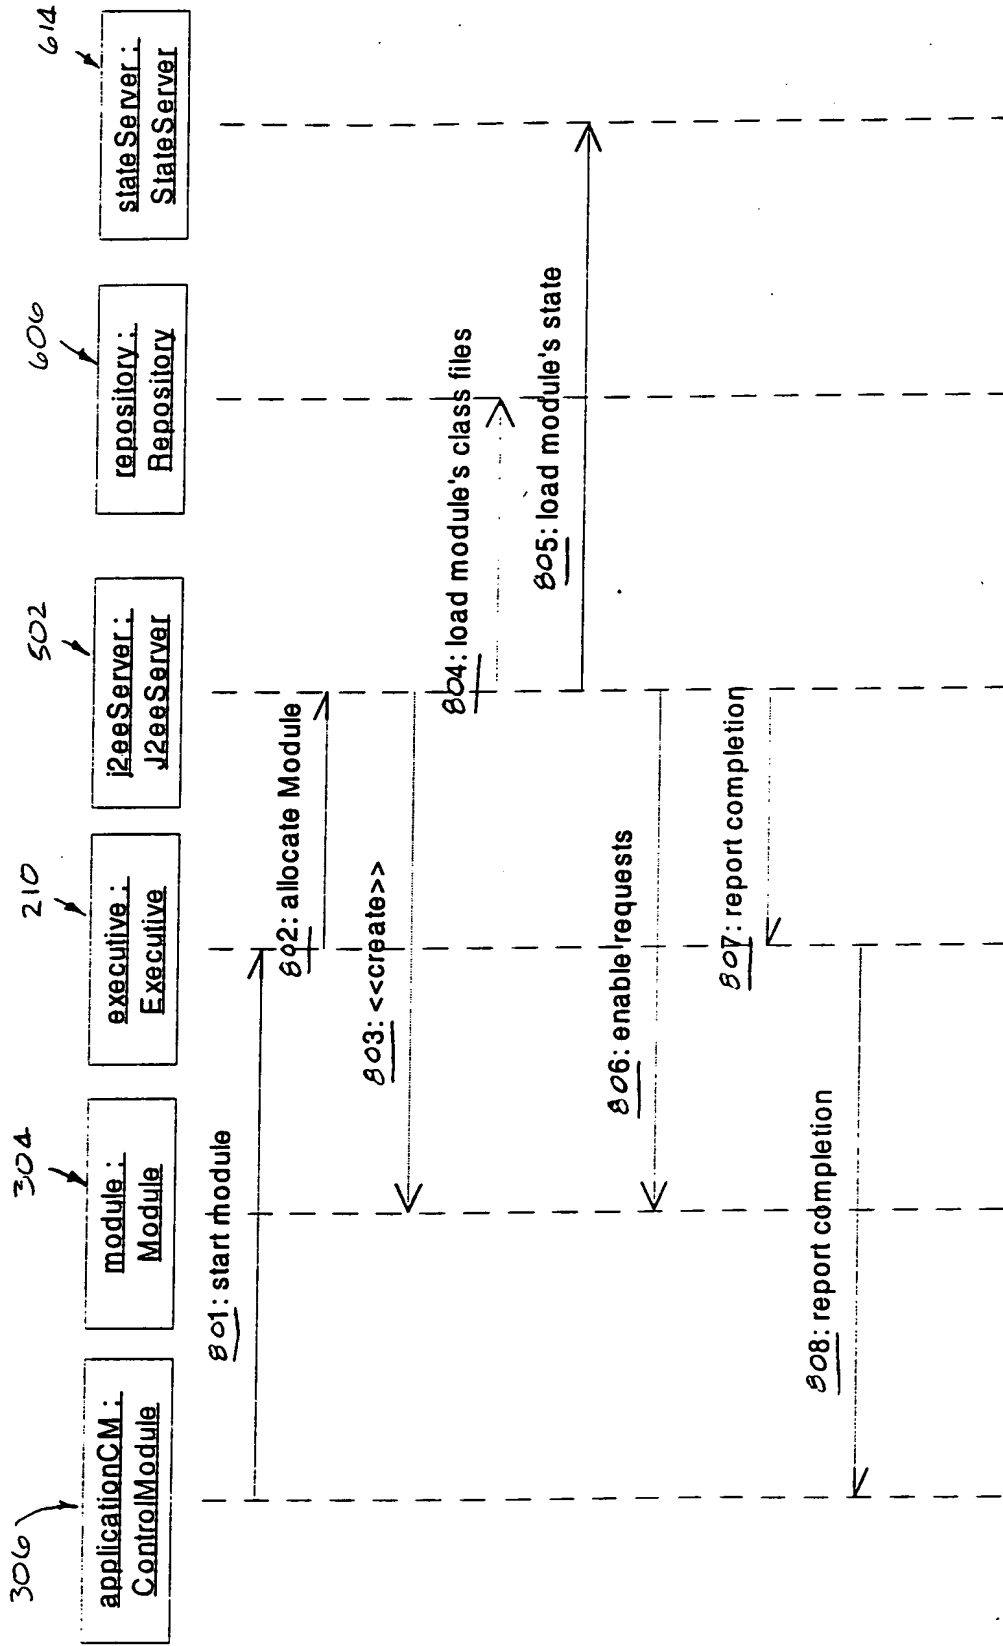 306
applicationCM :
ControlModule
304
module :
Module
210
executive :
Executive
502
j2eeServer :
J2eeServer
606
repository :
Repository
614
stateServer :
StateServer
801: start module
802: allocate Module
803: <<create>>
804: load module's class files
805: load module's state
806: enable requests
807: report completion
808: report completion